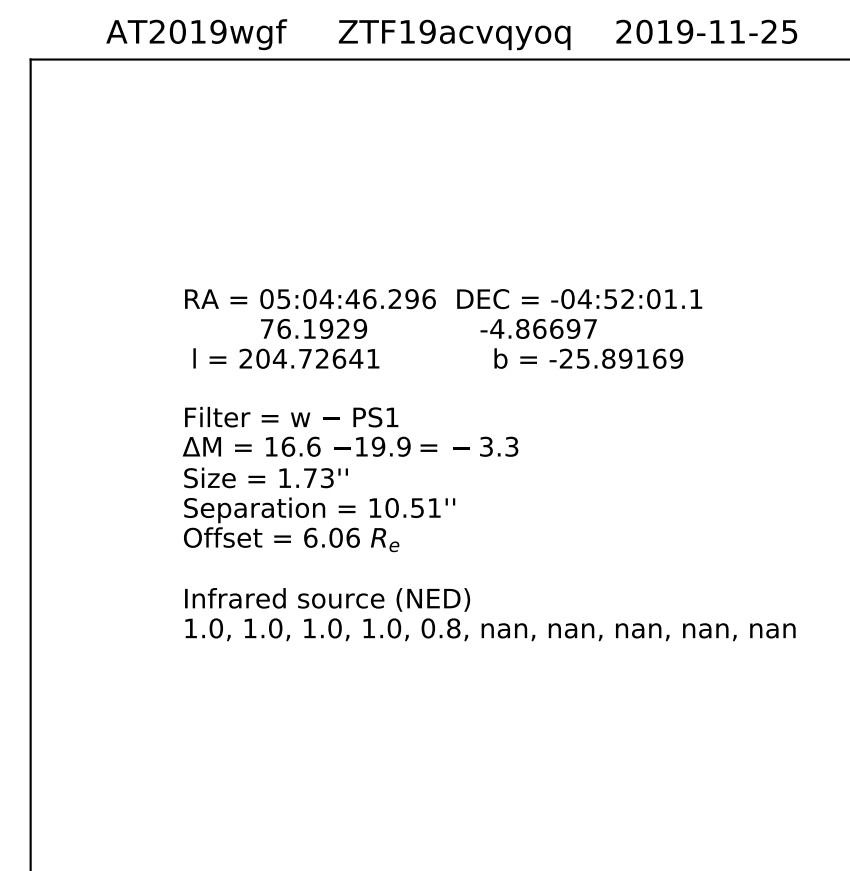 AT2019wgf ZTF19acvqyoq 2019-11-25
RA = 05:04:46.296 DEC = -04:52:01.1
76.1929 -4.86697
l = 204.72641 b = -25.89169
Filter = w − PS1
ΔM = 16.6 −19.9 = − 3.3
Size = 1.73''
Separation = 10.51''
Offset = 6.06 Re
Infrared source (NED)
1.0, 1.0, 1.0, 1.0, 0.8, nan, nan, nan, nan, nan